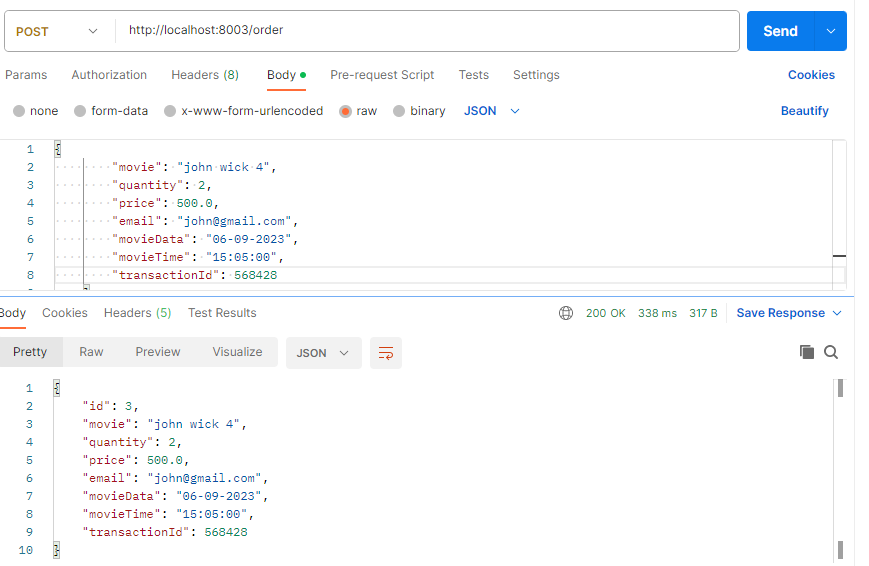 POST http://localhost:8003/order Send
Params Authorization Headers (8) Body Pre-request Script Tests Settings Cookies
none form-data x-www-form-urlencoded raw binary JSON Beautify
1 {
2 "movie": "john wick 4",
3 "quantity": 2,
4 "price": 500.0,
5 "email": "john@gmail.com",
6 "movieData": "06-09-2023",
7 "movieTime": "15:05:00",
8 "transactionId": 568428
Body Cookies Headers (5) Test Results 200 OK 338 ms 317 B Save Response
Pretty Raw Preview Visualize JSON
1 {
2 "id": 3,
3 "movie": "john wick 4",
4 "quantity": 2,
5 "price": 500.0,
6 "email": "john@gmail.com",
7 "movieData": "06-09-2023",
8 "movieTime": "15:05:00",
9 "transactionId": 568428
10 }